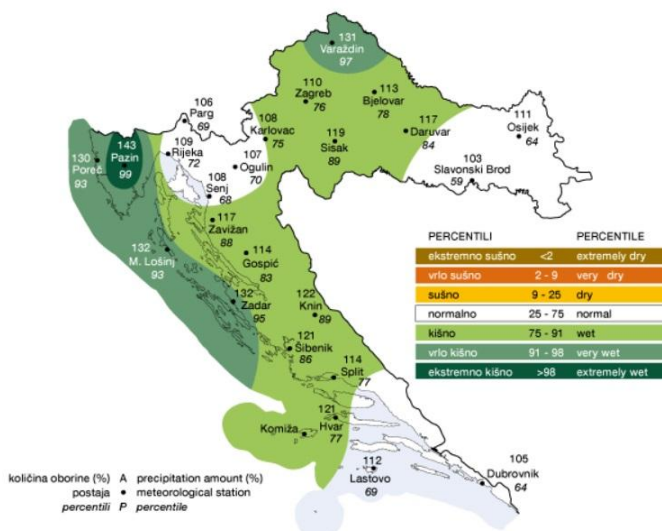 131
Varaždin
97
110
Zagreb
76
113
Bjelovar
78
106
Parg
69
108
Karlovac
75
119
Sisak
89
117
Daruvar
84
111
Osijek
64
143
Pazin
99
109
Rijeka
72
107
Ogulin
70
103
Slavonski Brod
59
130
Poreč
93
108
Senj
68
117
Zavižan
88
132
M. Lošinj
93
114
Gospić
83
132
Zadar
95
122
Knin
89
121
Šibenik
86
114
Split
77
121
Hvar
77
Komiža
112
Lastovo
69
105
Dubrovnik
64
PERCENTILI PERCENTILE
ekstremno sušno <2 extremely dry
vrlo sušno 2 - 9 very dry
sušno 9 - 25 dry
normalno 25 - 75 normal
kišno 75 - 91 wet
vrlo kišno 91 - 98 very wet
ekstremno kišno >98 extremely wet
količina oborine (%) A precipitation amount (%)
postaja • meteorological station
percentili P percentile